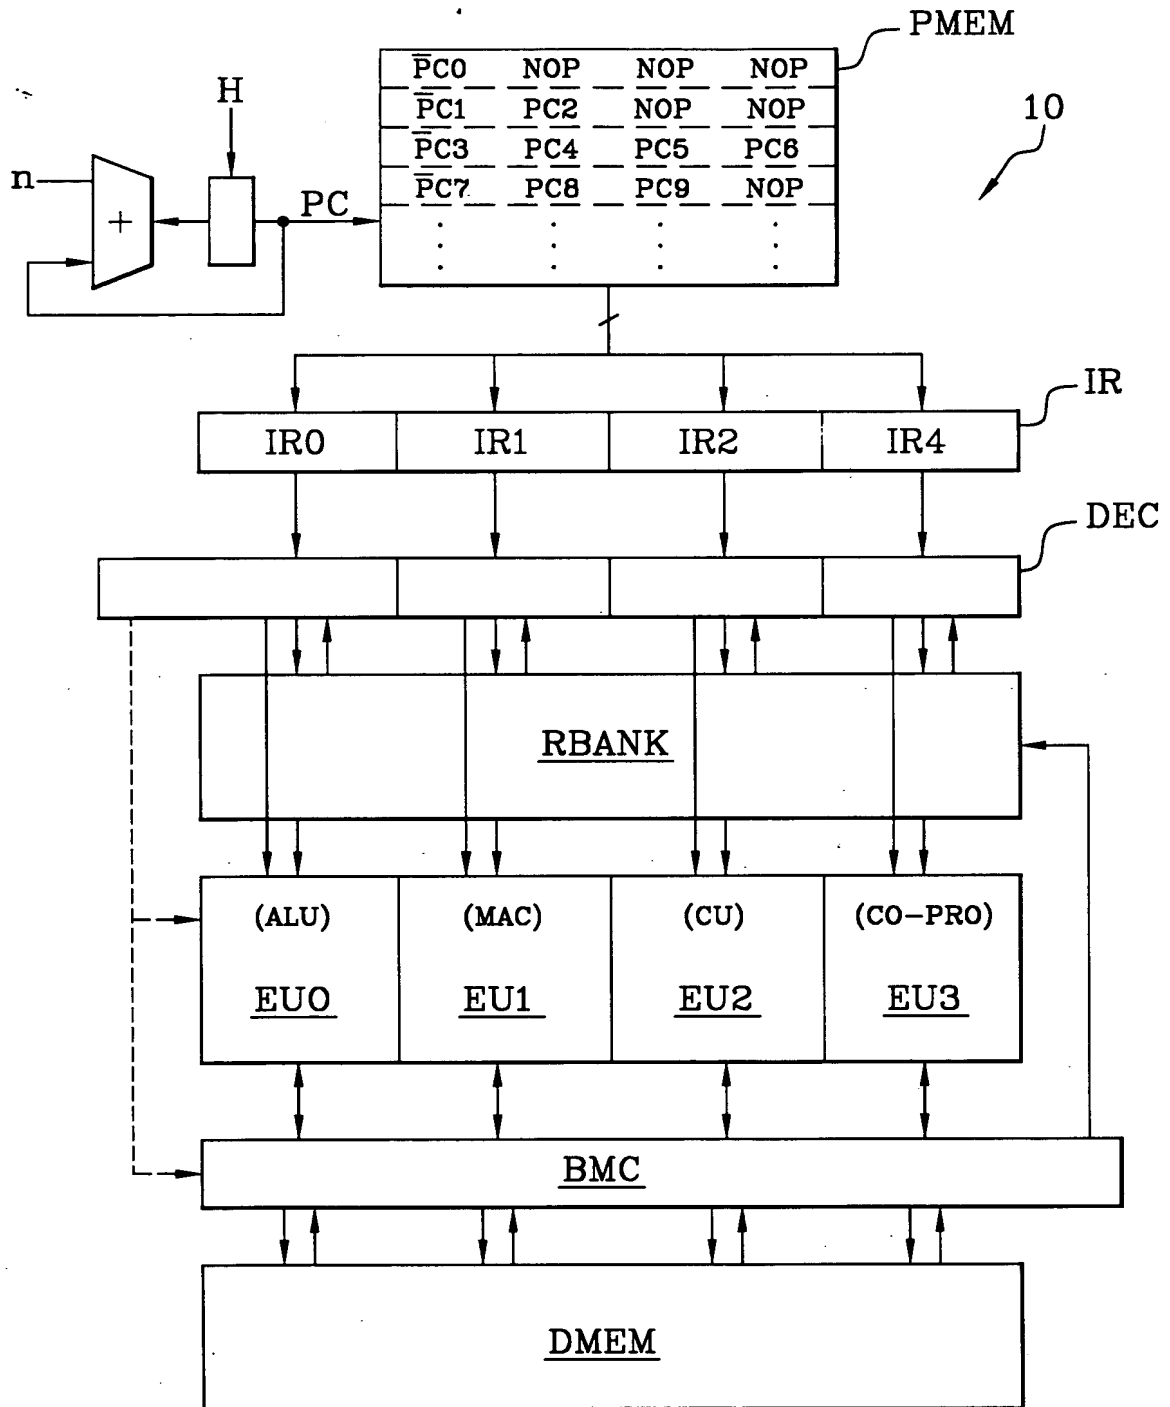 PMEM
P̅C0 NOP NOP NOP
H
P̅C1 PC2 NOP NOP
10
P̅C3 PC4 PC5 PC6
n
+
PC
P̅C7 PC8 PC9 NOP
IR
IR0 IR1 IR2 IR4
DEC
RBANK
(ALU) (MAC) (CU) (CO-PRO)
EU0 EU1 EU2 EU3
BMC
DMEM